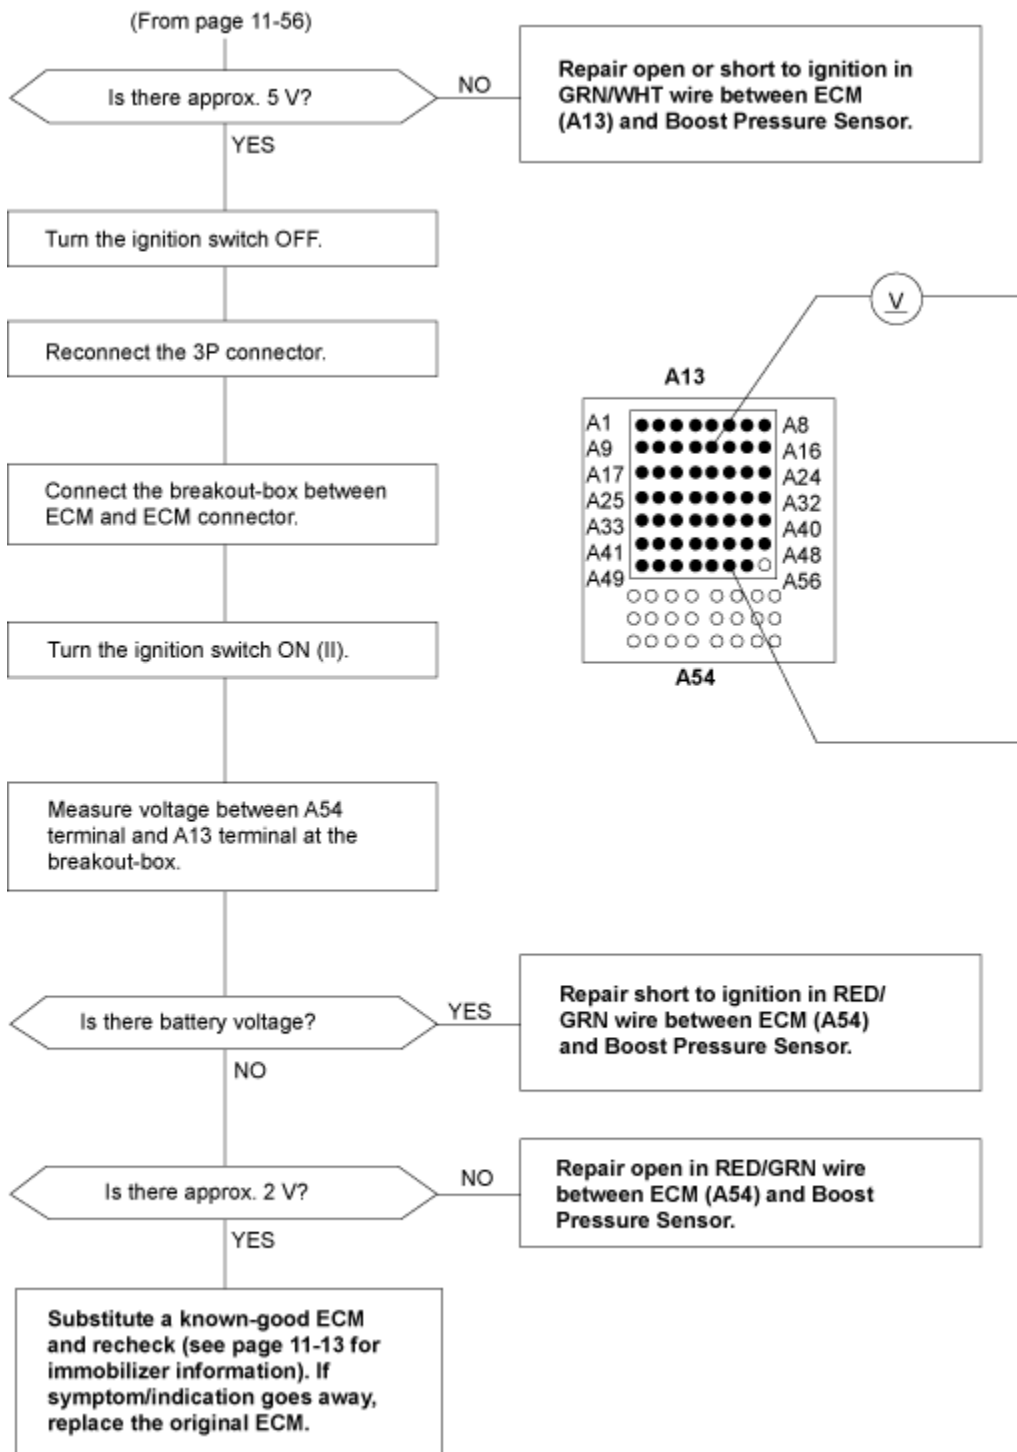 (From page 11-56)
Is there approx. 5 V?
NO
Repair open or short to ignition in
GRN/WHT wire between ECM
(A13) and Boost Pressure Sensor.
YES
Turn the ignition switch OFF.
Reconnect the 3P connector.
V
A13
A1
A8
A9
A16
A17
A24
A25
A32
A33
A40
A41
A48
A49
A56
A54
Connect the breakout-box between
ECM and ECM connector.
Turn the ignition switch ON (II).
Measure voltage between A54
terminal and A13 terminal at the
breakout-box.
Is there battery voltage?
YES
Repair short to ignition in RED/
GRN wire between ECM (A54)
and Boost Pressure Sensor.
NO
Is there approx. 2 V?
NO
Repair open in RED/GRN wire
between ECM (A54) and Boost
Pressure Sensor.
YES
Substitute a known-good ECM
and recheck (see page 11-13 for
immobilizer information). If
symptom/indication goes away,
replace the original ECM.